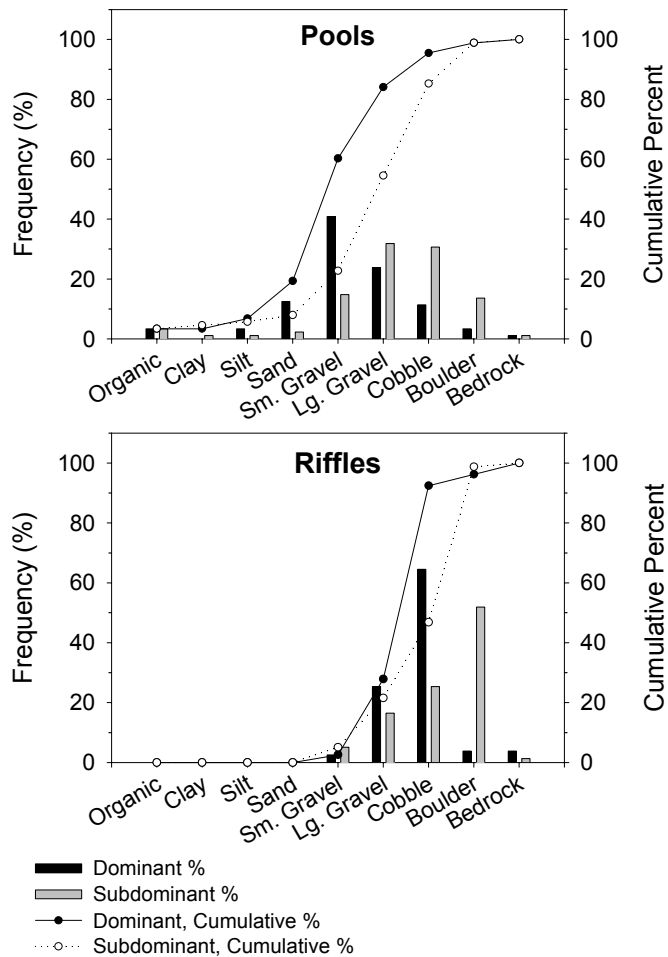 Pools
Frequency (%)
Cumulative Percent
100
80
60
40
20
0
100
80
60
40
20
0
Organic
Clay
Silt
Sand
Sm. Gravel
Lg. Gravel
Cobble
Boulder
Bedrock
Riffles
Frequency (%)
Cumulative Percent
100
80
60
40
20
0
100
80
60
40
20
0
Organic
Clay
Silt
Sand
Sm. Gravel
Lg. Gravel
Cobble
Boulder
Bedrock
Dominant %
Subdominant %
Dominant, Cumulative %
Subdominant, Cumulative %